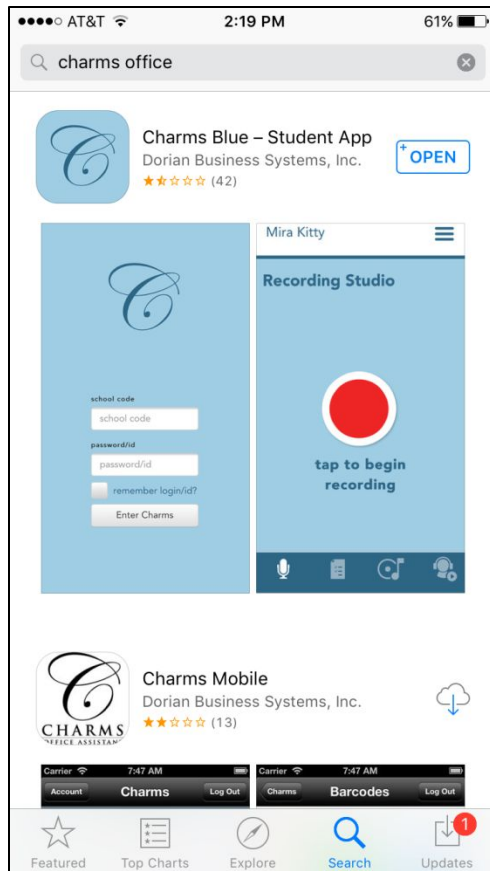 AT&T 2:19 PM 61%
charms office
Charms Blue – Student App
Dorian Business Systems, Inc.
(42)
+ OPEN
Mira Kitty
Recording Studio
school code
school code
password/id
password/id
remember login/id?
Enter Charms
tap to begin
recording
Charms Mobile
Dorian Business Systems, Inc.
(13)
CHARMS
OFFICE ASSISTANT
Carrier 7:47 AM
Account Charms Log Out
Carrier 7:47 AM
Charms Barcodes Log Out
1
Featured Top Charts Explore Search Updates